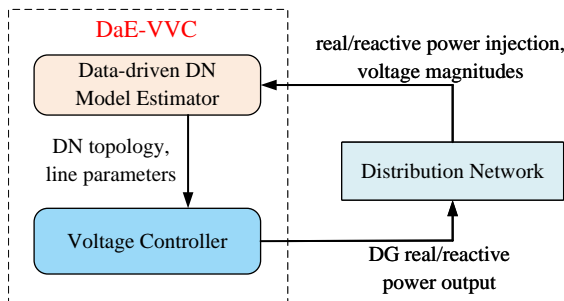 DaE-VVC
Data-driven DN
Model Estimator
DN topology,
line parameters
Voltage Controller
real/reactive power injection,
voltage magnitudes
Distribution Network
DG real/reactive
power output